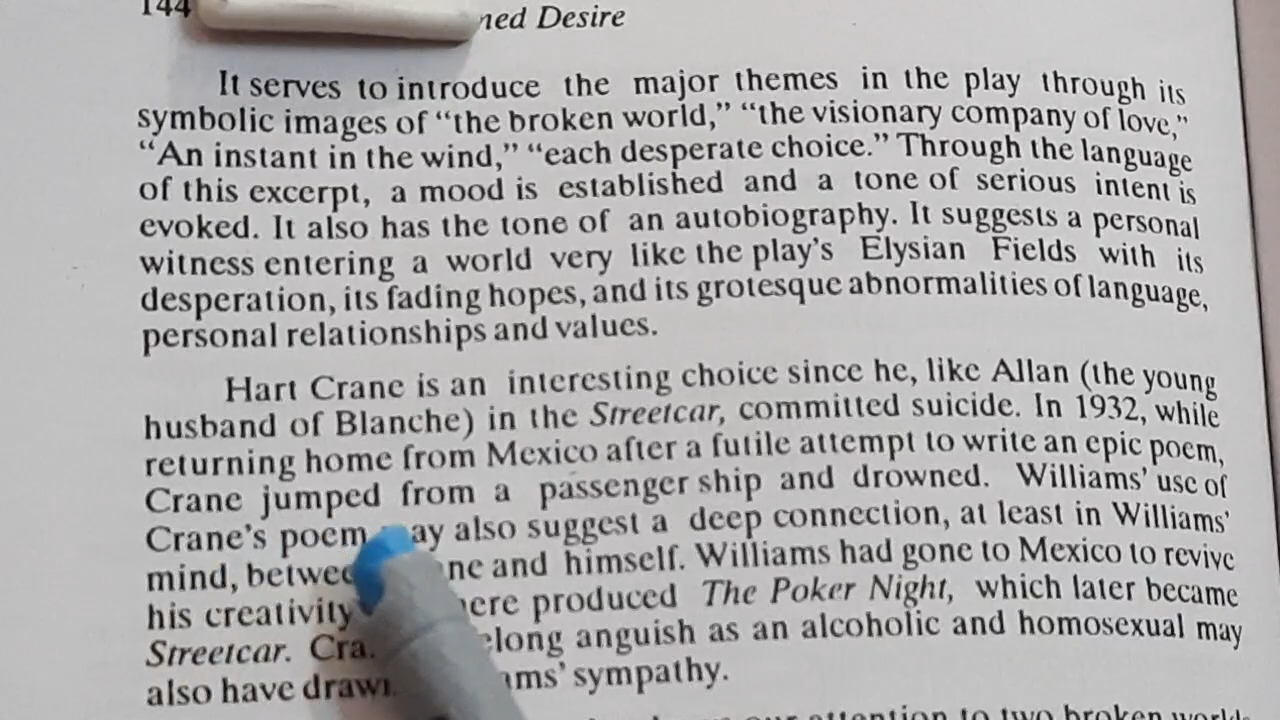 144 ned Desire
It serves to introduce the major themes in the play through its
symbolic images of “the broken world,” “the visionary company of love,”
“An instant in the wind,” “each desperate choice.” Through the language
of this excerpt, a mood is established and a tone of serious intent is
evoked. It also has the tone of an autobiography. It suggests a personal
witness entering a world very like the play’s Elysian Fields with its
desperation, its fading hopes, and its grotesque abnormalities of language,
personal relationships and values.
Hart Crane is an interesting choice since he, like Allan (the young
husband of Blanche) in the Streetcar, committed suicide. In 1932, while
returning home from Mexico after a futile attempt to write an epic poem,
Crane jumped from a passenger ship and drowned. Williams’ use of
Crane’s poem ay also suggest a deep connection, at least in Williams’
mind, betwee ne and himself. Williams had gone to Mexico to revive
his creativity ere produced The Poker Night, which later became
Streetcar. Cra elong anguish as an alcoholic and homosexual may
also have draw ams’ sympathy.
attention to two broken world